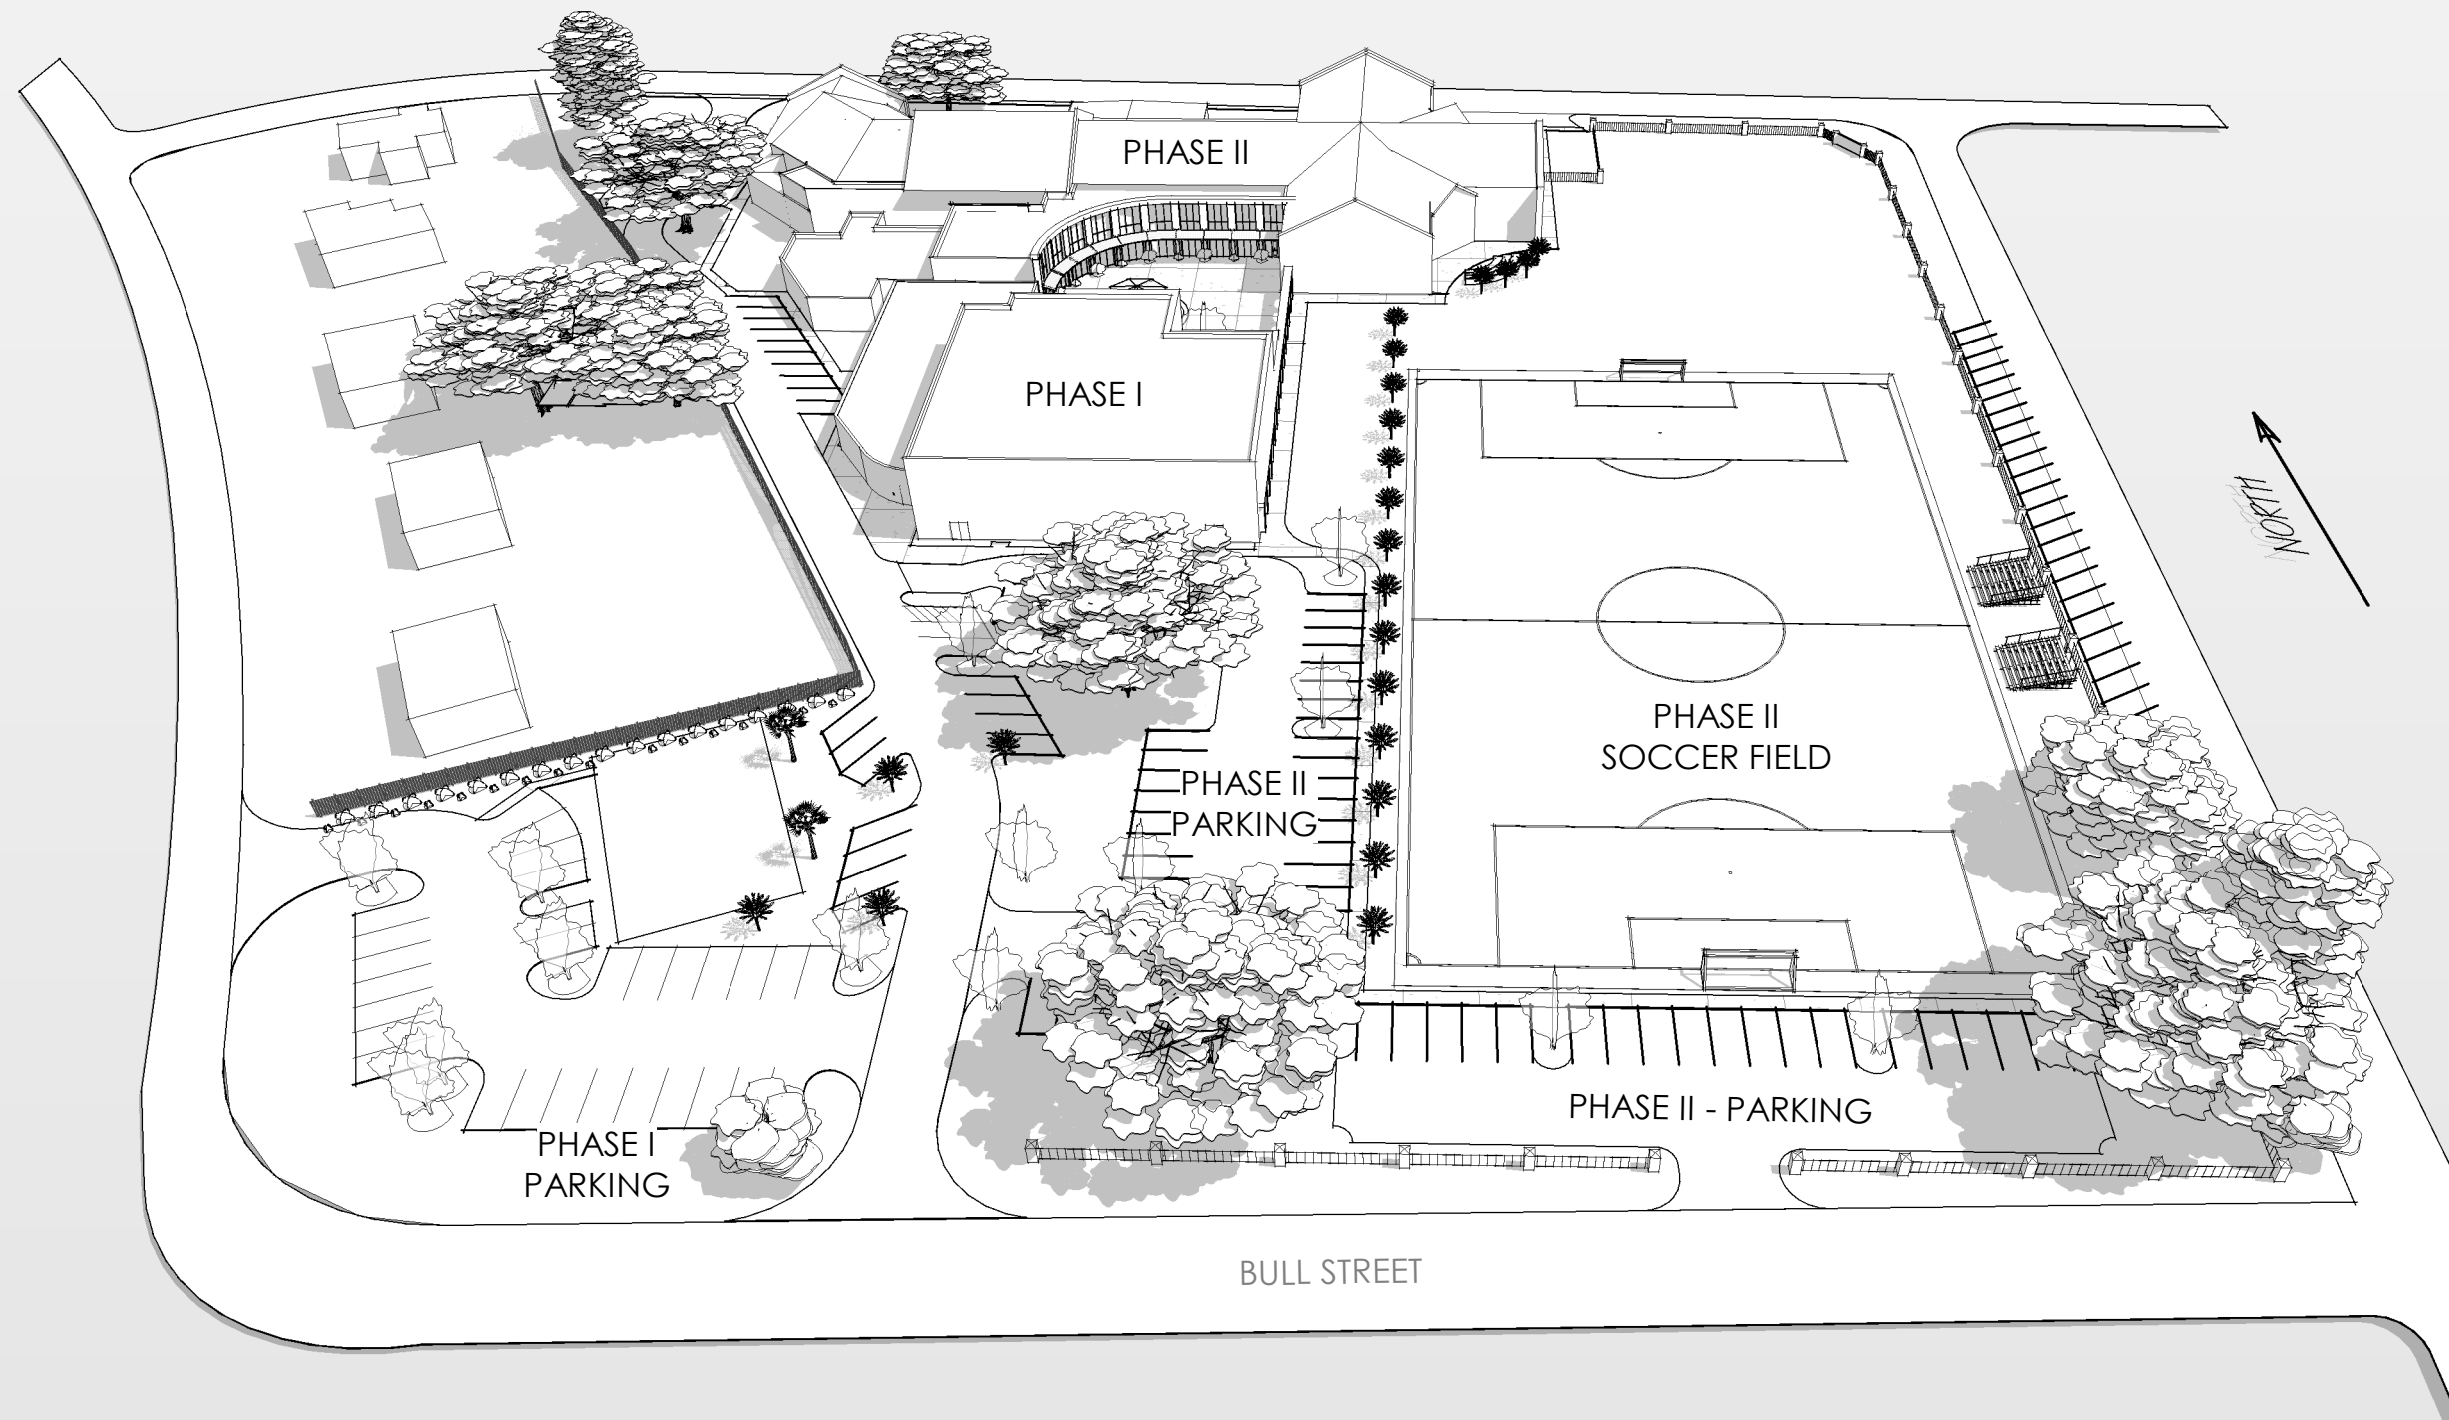 PHASE II
PHASE I
NORTH
PHASE II
SOCCER FIELD
PHASE II
PARKING
PHASE II - PARKING
PHASE I
PARKING
BULL STREET